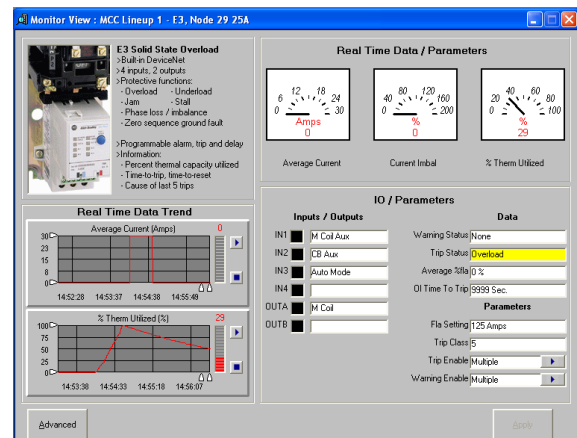 Monitor View : MCC Lineup 1 - E3, Node 29 25A
E3 Solid State Overload
>Built-in DeviceNet
>4 inputs, 2 outputs
>Protective functions:
- Overload - Underload
- Jam - Stall
- Phase loss / imbalance
- Zero sequence ground fault
>Programmable alarm, trip and delay
>Information:
- Percent thermal capacity utilized
- Time-to-trip, time-to-reset
- Cause of last 5 trips
Real Time Data / Parameters
0 6 12 18 24 30
Amps
0
Average Current
0 40 80 120 160 200
%
0
Current Imbal
0 20 40 60 80 100
%
29
% Therm Utilized
Real Time Data Trend
Average Current (Amps) 0
30
23
15
8
0
14:52:28 14:53:37 14:54:38 14:55:49
% Therm Utilized (%) 29
100
75
50
25
0
14:53:38 14:54:33 14:55:18 14:56:07
IO / Parameters
Inputs / Outputs
IN1 M Coil Aux
IN2 CB Aux
IN3 Auto Mode
IN4
OUTA M Coil
OUTB
Data
Warning Status None
Trip Status Overload
Average %fla 0 %
Ol Time To Trip 9999 Sec.
Parameters
Fla Setting 125 Amps
Trip Class 5
Trip Enable Multiple
Warning Enable Multiple
Advanced
Apply